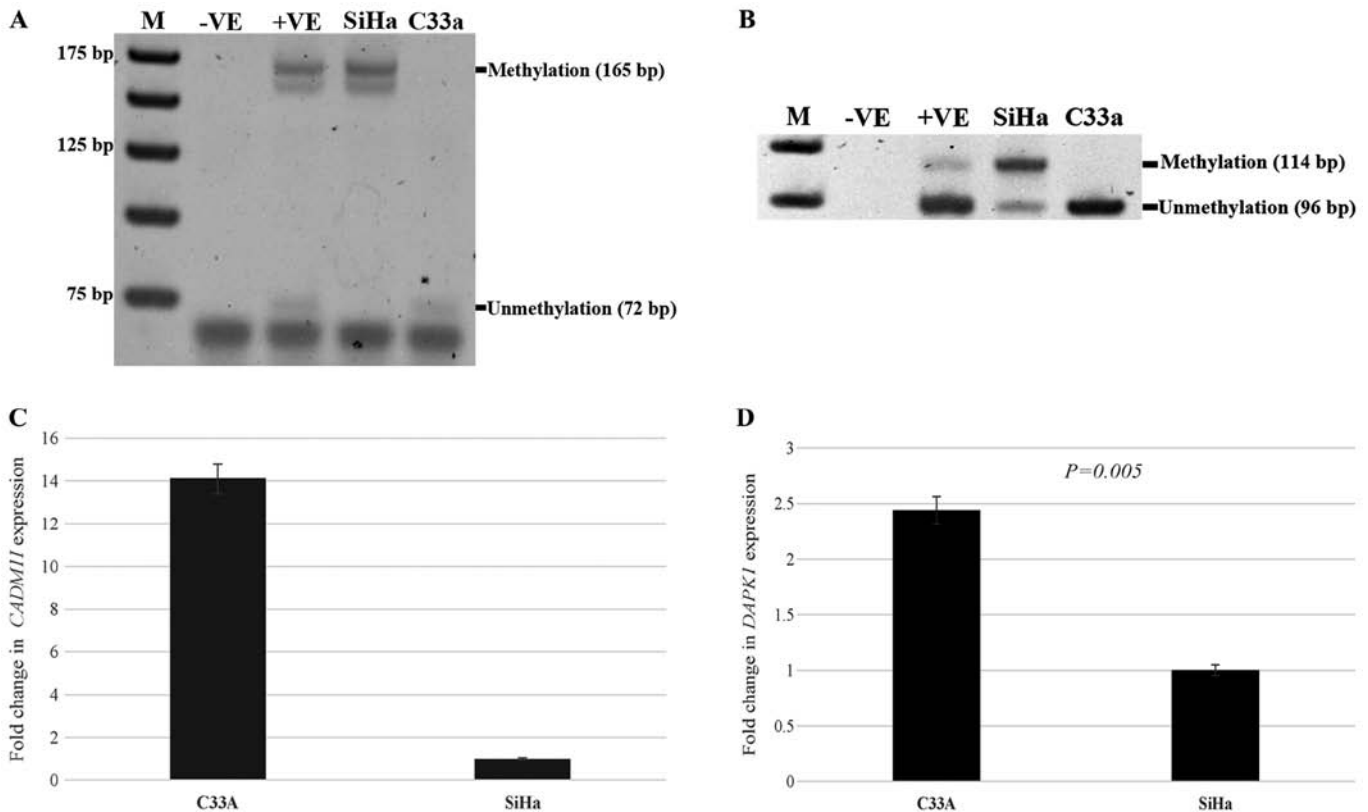 A
M -VE +VE SiHa C33a
175 bp
Methylation (165 bp)
125 bp
75 bp
Unmethylation (72 bp)
B
M -VE +VE SiHa C33a
Methylation (114 bp)
Unmethylation (96 bp)
C
Fold change in CADM1I expression
16
14
12
10
8
6
4
2
0
C33A
SiHa
D
Fold change in DAPK1 expression
3
2.5
2
1.5
1
0.5
0
P=0.005
C33A
SiHa